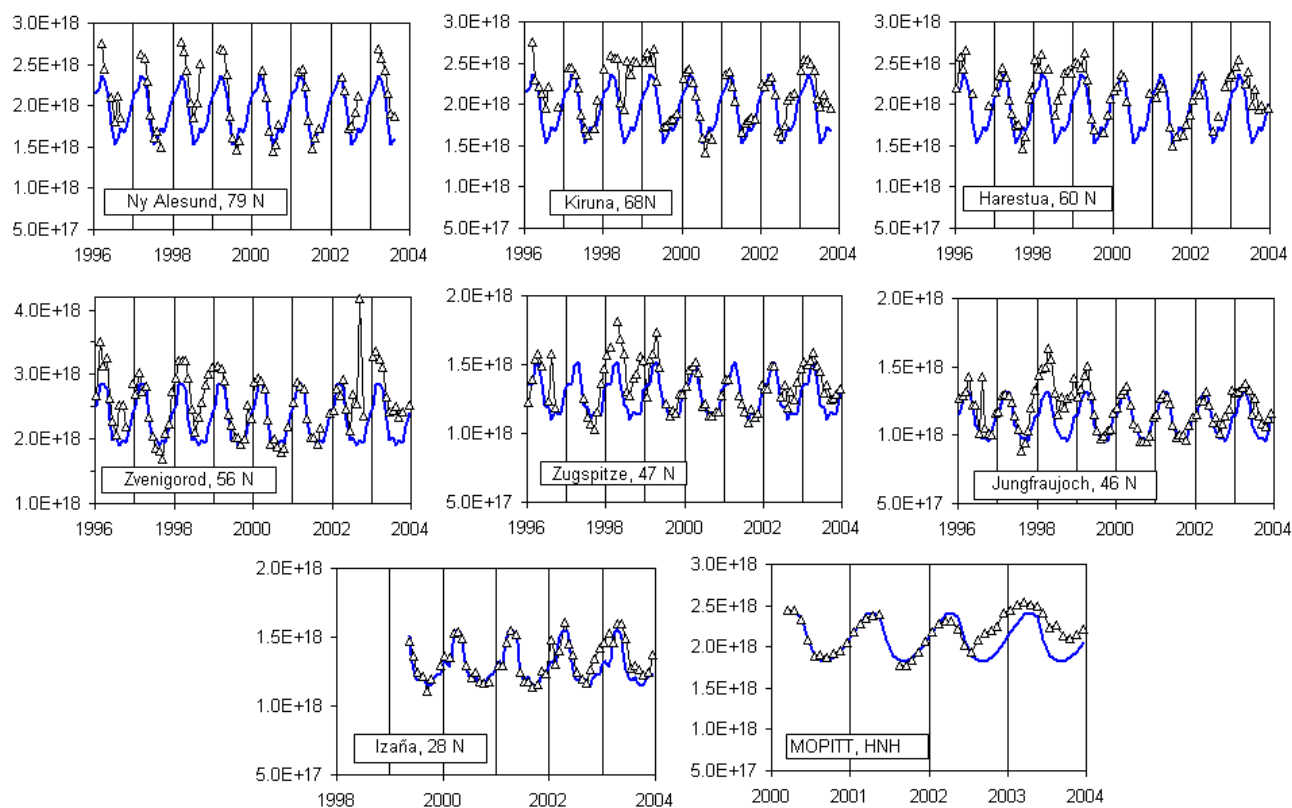 3.0E+18
2.5E+18
2.0E+18
1.5E+18
1.0E+18
5.0E+17
Ny Alesund, 79 N
1996 1998 2000 2002 2004
3.0E+18
2.5E+18
2.0E+18
1.5E+18
1.0E+18
5.0E+17
Kiruna, 68N
1996 1998 2000 2002 2004
3.0E+18
2.5E+18
2.0E+18
1.5E+18
1.0E+18
5.0E+17
Harestua, 60 N
1996 1998 2000 2002 2004
4.0E+18
3.0E+18
2.0E+18
1.0E+18
Zvenigorod, 56 N
1996 1998 2000 2002 2004
2.0E+18
1.5E+18
1.0E+18
5.0E+17
Zugspitze, 47 N
1996 1998 2000 2002 2004
2.0E+18
1.5E+18
1.0E+18
5.0E+17
Jungfraujoch, 46 N
1996 1998 2000 2002 2004
2.0E+18
1.5E+18
1.0E+18
5.0E+17
Izaña, 28 N
1998 2000 2002 2004
3.0E+18
2.5E+18
2.0E+18
1.5E+18
1.0E+18
5.0E+17
MOPITT, HNH
2000 2001 2002 2003 2004